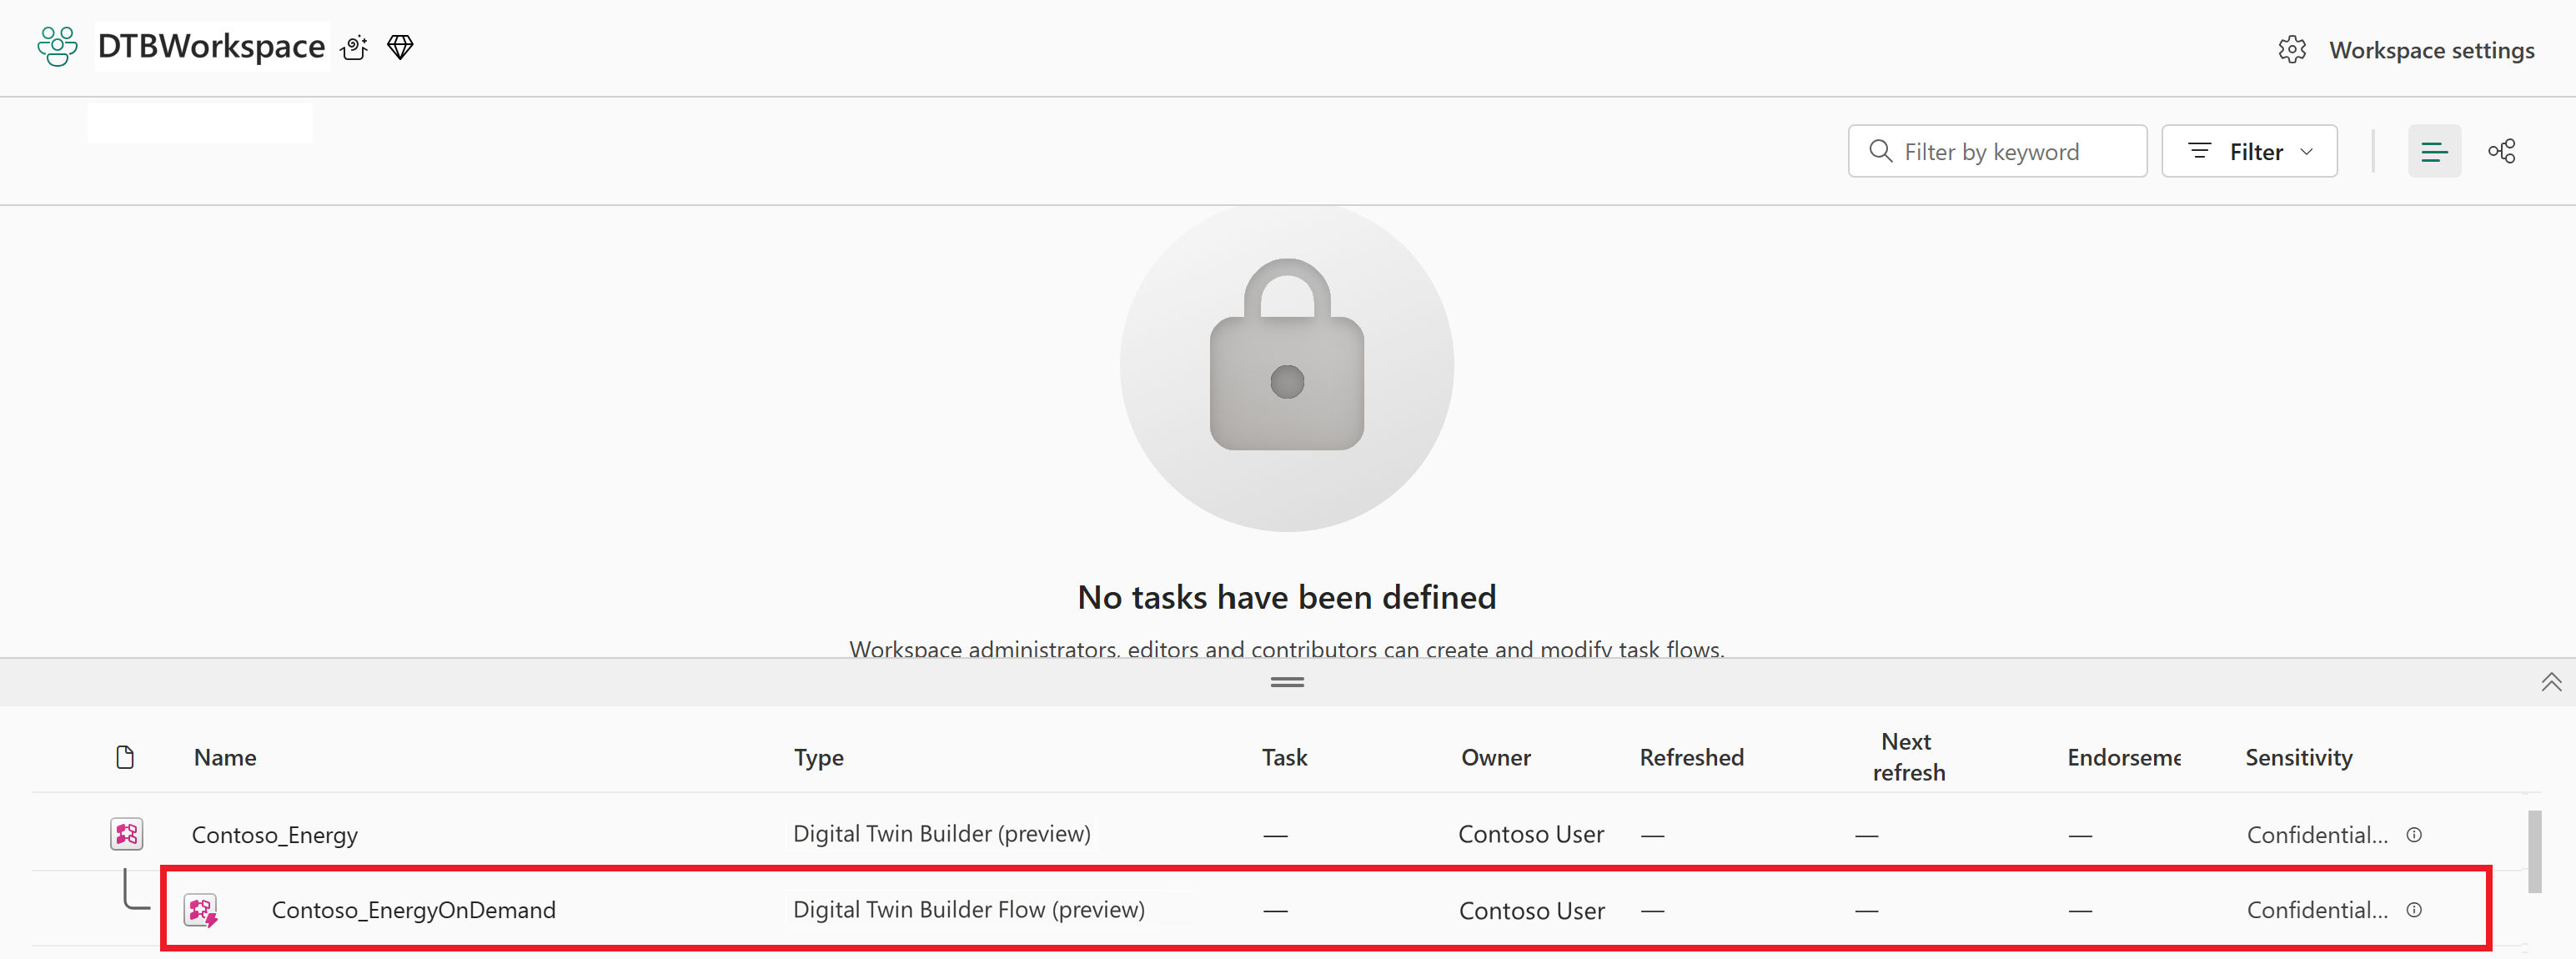 DTBWorkspace
Workspace settings
Filter by keyword
Filter
No tasks have been defined
Workspace administrators, editors and contributors can create and modify task flows.
Name Type Task Owner Refreshed Next refresh Endorseme Sensitivity
Contoso_Energy Digital Twin Builder (preview) — Contoso User — — — Confidential...
Contoso_EnergyOnDemand Digital Twin Builder Flow (preview) — Contoso User — — — Confidential...